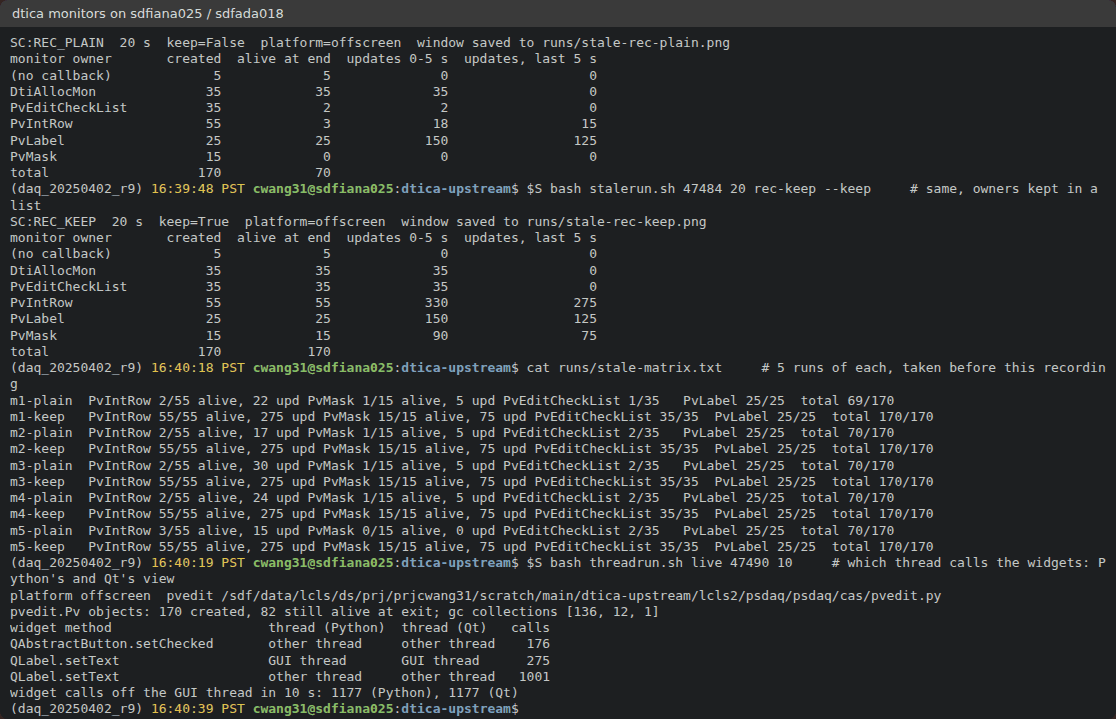 dtica monitors on sdfiana025 / sdfada018
SC:REC_PLAIN  20 s  keep=False  platform=offscreen  window saved to runs/stale-rec-plain.png
monitor owner       created  alive at end  updates 0-5 s  updates, last 5 s
(no callback)             5             5              0                  0
DtiAllocMon              35            35             35                  0
PvEditCheckList          35             2              2                  0
PvIntRow                 55             3             18                 15
PvLabel                  25            25            150                125
PvMask                   15             0              0                  0
total                   170            70
(daq_20250402_r9) 16:39:48 PST cwang31@sdfiana025:dtica-upstream$ $S bash stalerun.sh 47484 20 rec-keep --keep     # same, owners kept in a
list
SC:REC_KEEP  20 s  keep=True  platform=offscreen  window saved to runs/stale-rec-keep.png
monitor owner       created  alive at end  updates 0-5 s  updates, last 5 s
(no callback)             5             5              0                  0
DtiAllocMon              35            35             35                  0
PvEditCheckList          35            35             35                  0
PvIntRow                 55            55            330                275
PvLabel                  25            25            150                125
PvMask                   15            15             90                 75
total                   170           170
(daq_20250402_r9) 16:40:18 PST cwang31@sdfiana025:dtica-upstream$ cat runs/stale-matrix.txt     # 5 runs of each, taken before this recordin
g
m1-plain  PvIntRow 2/55 alive, 22 upd PvMask 1/15 alive, 5 upd PvEditCheckList 1/35   PvLabel 25/25  total 69/170
m1-keep   PvIntRow 55/55 alive, 275 upd PvMask 15/15 alive, 75 upd PvEditCheckList 35/35  PvLabel 25/25  total 170/170
m2-plain  PvIntRow 2/55 alive, 17 upd PvMask 1/15 alive, 5 upd PvEditCheckList 2/35   PvLabel 25/25  total 70/170
m2-keep   PvIntRow 55/55 alive, 275 upd PvMask 15/15 alive, 75 upd PvEditCheckList 35/35  PvLabel 25/25  total 170/170
m3-plain  PvIntRow 2/55 alive, 30 upd PvMask 1/15 alive, 5 upd PvEditCheckList 2/35   PvLabel 25/25  total 70/170
m3-keep   PvIntRow 55/55 alive, 275 upd PvMask 15/15 alive, 75 upd PvEditCheckList 35/35  PvLabel 25/25  total 170/170
m4-plain  PvIntRow 2/55 alive, 24 upd PvMask 1/15 alive, 5 upd PvEditCheckList 2/35   PvLabel 25/25  total 70/170
m4-keep   PvIntRow 55/55 alive, 275 upd PvMask 15/15 alive, 75 upd PvEditCheckList 35/35  PvLabel 25/25  total 170/170
m5-plain  PvIntRow 3/55 alive, 15 upd PvMask 0/15 alive, 0 upd PvEditCheckList 2/35   PvLabel 25/25  total 70/170
m5-keep   PvIntRow 55/55 alive, 275 upd PvMask 15/15 alive, 75 upd PvEditCheckList 35/35  PvLabel 25/25  total 170/170
(daq_20250402_r9) 16:40:19 PST cwang31@sdfiana025:dtica-upstream$ $S bash threadrun.sh live 47490 10     # which thread calls the widgets: P
ython's and Qt's view
platform offscreen  pvedit /sdf/data/lcls/ds/prj/prjcwang31/scratch/main/dtica-upstream/lcls2/psdaq/psdaq/cas/pvedit.py
pvedit.Pv objects: 170 created, 82 still alive at exit; gc collections [136, 12, 1]
widget method                    thread (Python)  thread (Qt)   calls
QAbstractButton.setChecked       other thread     other thread    176
QLabel.setText                   GUI thread       GUI thread      275
QLabel.setText                   other thread     other thread   1001
widget calls off the GUI thread in 10 s: 1177 (Python), 1177 (Qt)
(daq_20250402_r9) 16:40:39 PST cwang31@sdfiana025:dtica-upstream$